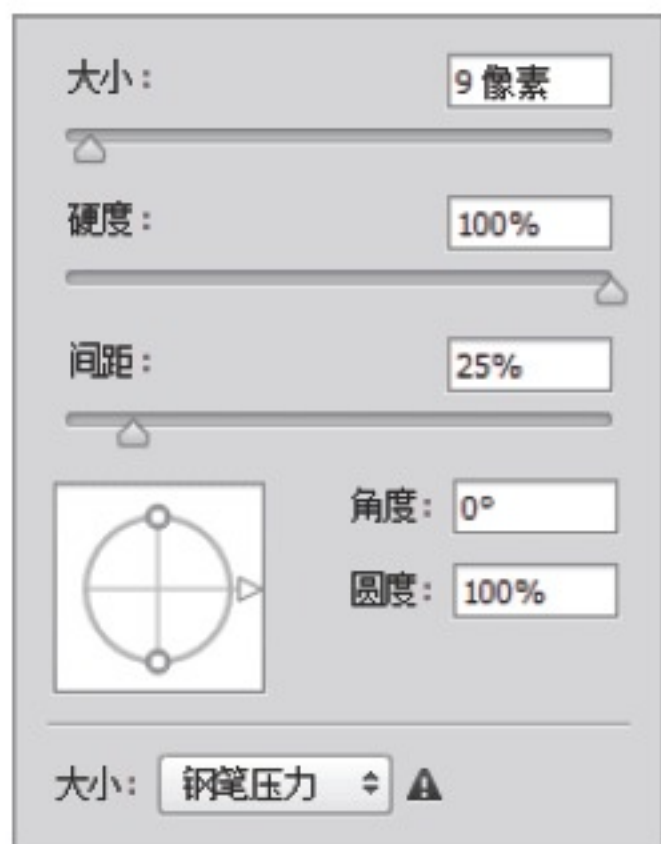 大小： 9 像素
硬度： 100%
间距： 25%
角度： 0°
圆度： 100%
大小： 钢笔压力